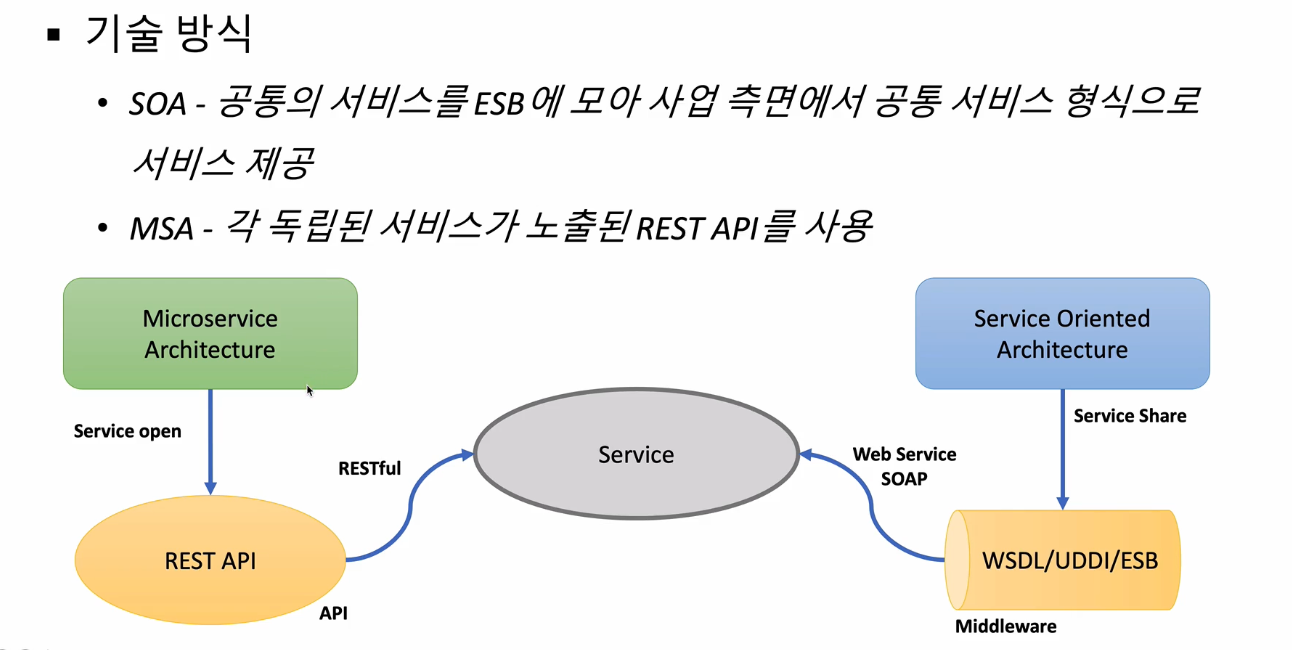 ▪ 기술 방식
• SOA - 공통의 서비스를 ESB에 모아 사업 측면에서 공통 서비스 형식으로
서비스 제공
• MSA - 각 독립된 서비스가 노출된 REST API를 사용
Microservice
Architecture
Service Oriented
Architecture
Service open
Service Share
RESTful
Service
Web Service
SOAP
REST API
WSDL/UDDI/ESB
API
Middleware